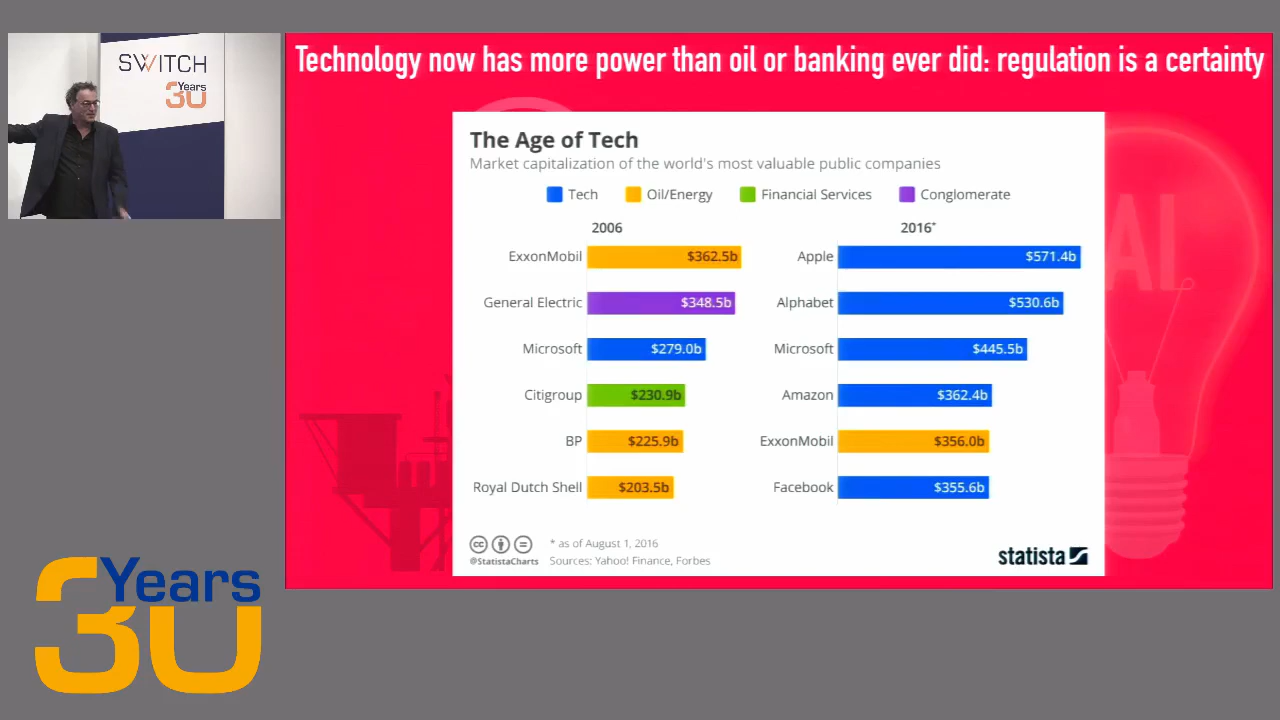 SWITCH
Years
30
Technology now has more power than oil or banking ever did: regulation is a certainty
The Age of Tech
Market capitalization of the world's most valuable public companies
Tech Oil/Energy Financial Services Conglomerate
2006 2016*
ExxonMobil $362.5b Apple $571.4b
General Electric $348.5b Alphabet $530.6b
Microsoft $279.0b Microsoft $445.5b
Citigroup $230.9b Amazon $362.4b
BP $225.9b ExxonMobil $356.0b
Royal Dutch Shell $203.5b Facebook $355.6b
* as of August 1, 2016
@StatistaCharts Sources: Yahoo! Finance, Forbes
cc
statista
AI
Years
30